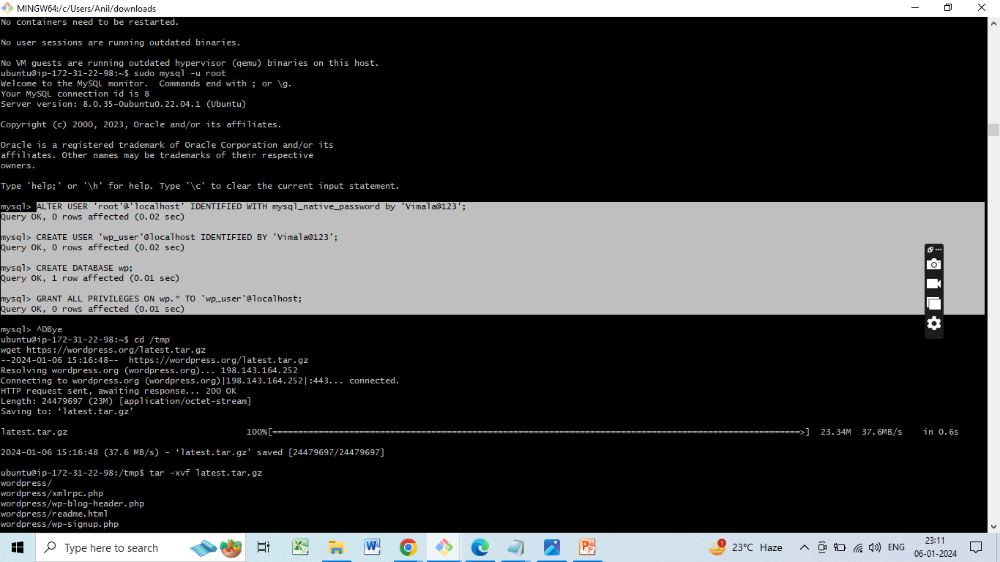 MINGW64:/c/Users/Anil/downloads
No containers need to be restarted.
No user sessions are running outdated binaries.
No VM guests are running outdated hypervisor (qemu) binaries on this host.
ubuntu@ip-172-31-22-98:~$ sudo mysql -u root
Welcome to the MySQL monitor.  Commands end with ; or \g.
Your MySQL connection id is 8
Server version: 8.0.35-0ubuntu0.22.04.1 (Ubuntu)
Copyright (c) 2000, 2023, Oracle and/or its affiliates.
Oracle is a registered trademark of Oracle Corporation and/or its
affiliates. Other names may be trademarks of their respective
owners.
Type 'help;' or '\h' for help. Type '\c' to clear the current input statement.
mysql> ALTER USER 'root'@'localhost' IDENTIFIED WITH mysql_native_password by 'Vimala@123';
Query OK, 0 rows affected (0.02 sec)
mysql> CREATE USER 'wp_user'@localhost IDENTIFIED BY 'Vimala@123';
Query OK, 0 rows affected (0.02 sec)
mysql> CREATE DATABASE wp;
Query OK, 1 row affected (0.01 sec)
mysql> GRANT ALL PRIVILEGES ON wp.* TO 'wp_user'@localhost;
Query OK, 0 rows affected (0.01 sec)
mysql> ^DBye
ubuntu@ip-172-31-22-98:~$ cd /tmp
wget https://wordpress.org/latest.tar.gz
--2024-01-06 15:16:48--  https://wordpress.org/latest.tar.gz
Resolving wordpress.org (wordpress.org)... 198.143.164.252
Connecting to wordpress.org (wordpress.org)|198.143.164.252|:443... connected.
HTTP request sent, awaiting response... 200 OK
Length: 24479697 (23M) [application/octet-stream]
Saving to: ‘latest.tar.gz’
latest.tar.gz 100%[=======================================================================================================>] 23.34M 37.6MB/s in 0.6s
2024-01-06 15:16:48 (37.6 MB/s) - ‘latest.tar.gz’ saved [24479697/24479697]
ubuntu@ip-172-31-22-98:/tmp$ tar -xvf latest.tar.gz
wordpress/
wordpress/xmlrpc.php
wordpress/wp-blog-header.php
wordpress/readme.html
wordpress/wp-signup.php
Type here to search
1
23°C Haze
ENG
23:11
06-01-2024